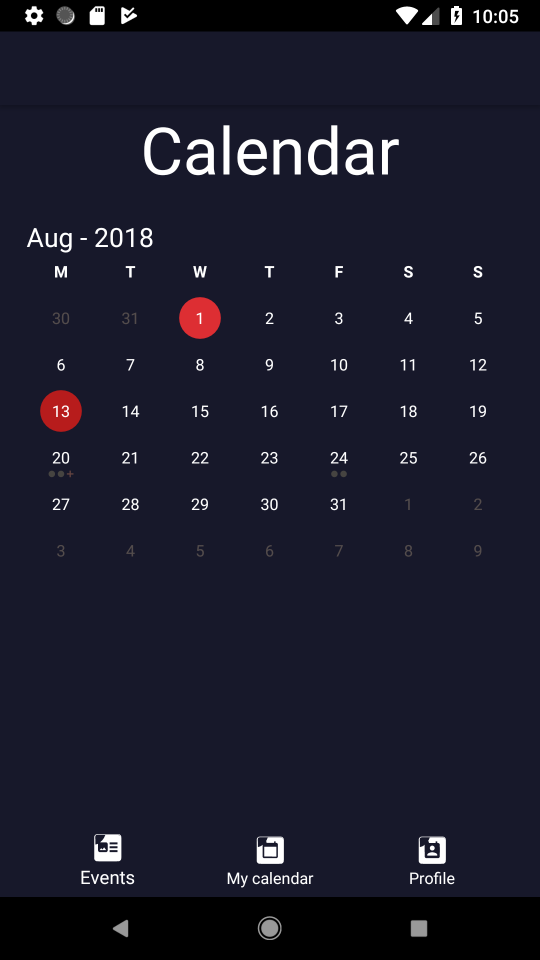 10:05
Calendar
Aug - 2018
M T W T F S S
30 31 1 2 3 4 5
6 7 8 9 10 11 12
13 14 15 16 17 18 19
20 21 22 23 24 25 26
27 28 29 30 31 1 2
3 4 5 6 7 8 9
Events My calendar Profile